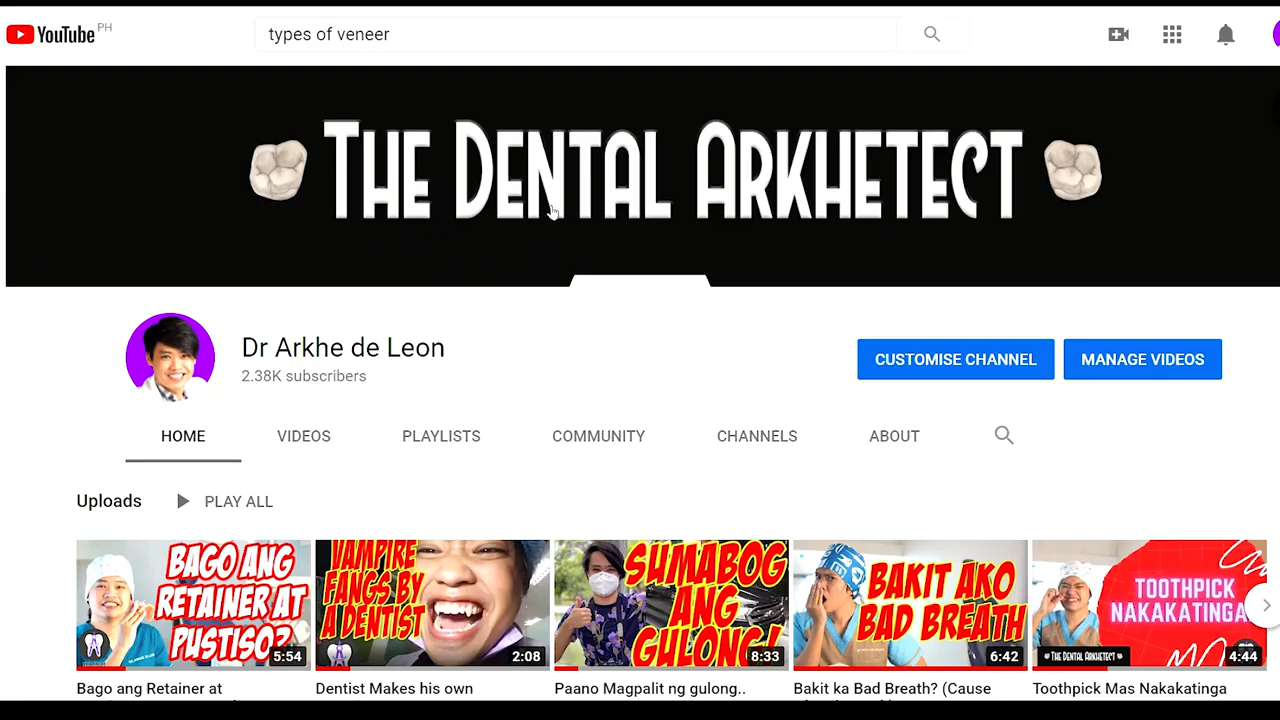 YouTube PH
types of veneer
THE DENTAL ARKHETECT
Dr Arkhe de Leon
2.38K subscribers
CUSTOMISE CHANNEL
MANAGE VIDEOS
HOME
VIDEOS
PLAYLISTS
COMMUNITY
CHANNELS
ABOUT
Uploads
PLAY ALL
BAGO ANG
RETAINER AT
PUSTISO?
5:54
VAMPIRE
FANGS BY
A DENTIST
2:08
SUMABOG
ANG
GULONG!
8:33
BAKIT AKO
BAD BREATH
6:42
TOOTHPICK
NAKAKATINGA
THE DENTAL ARKHETECT
4:44
Bago ang Retainer at
Dentist Makes his own
Paano Magpalit ng gulong..
Bakit ka Bad Breath? (Cause
Toothpick Mas Nakakatinga